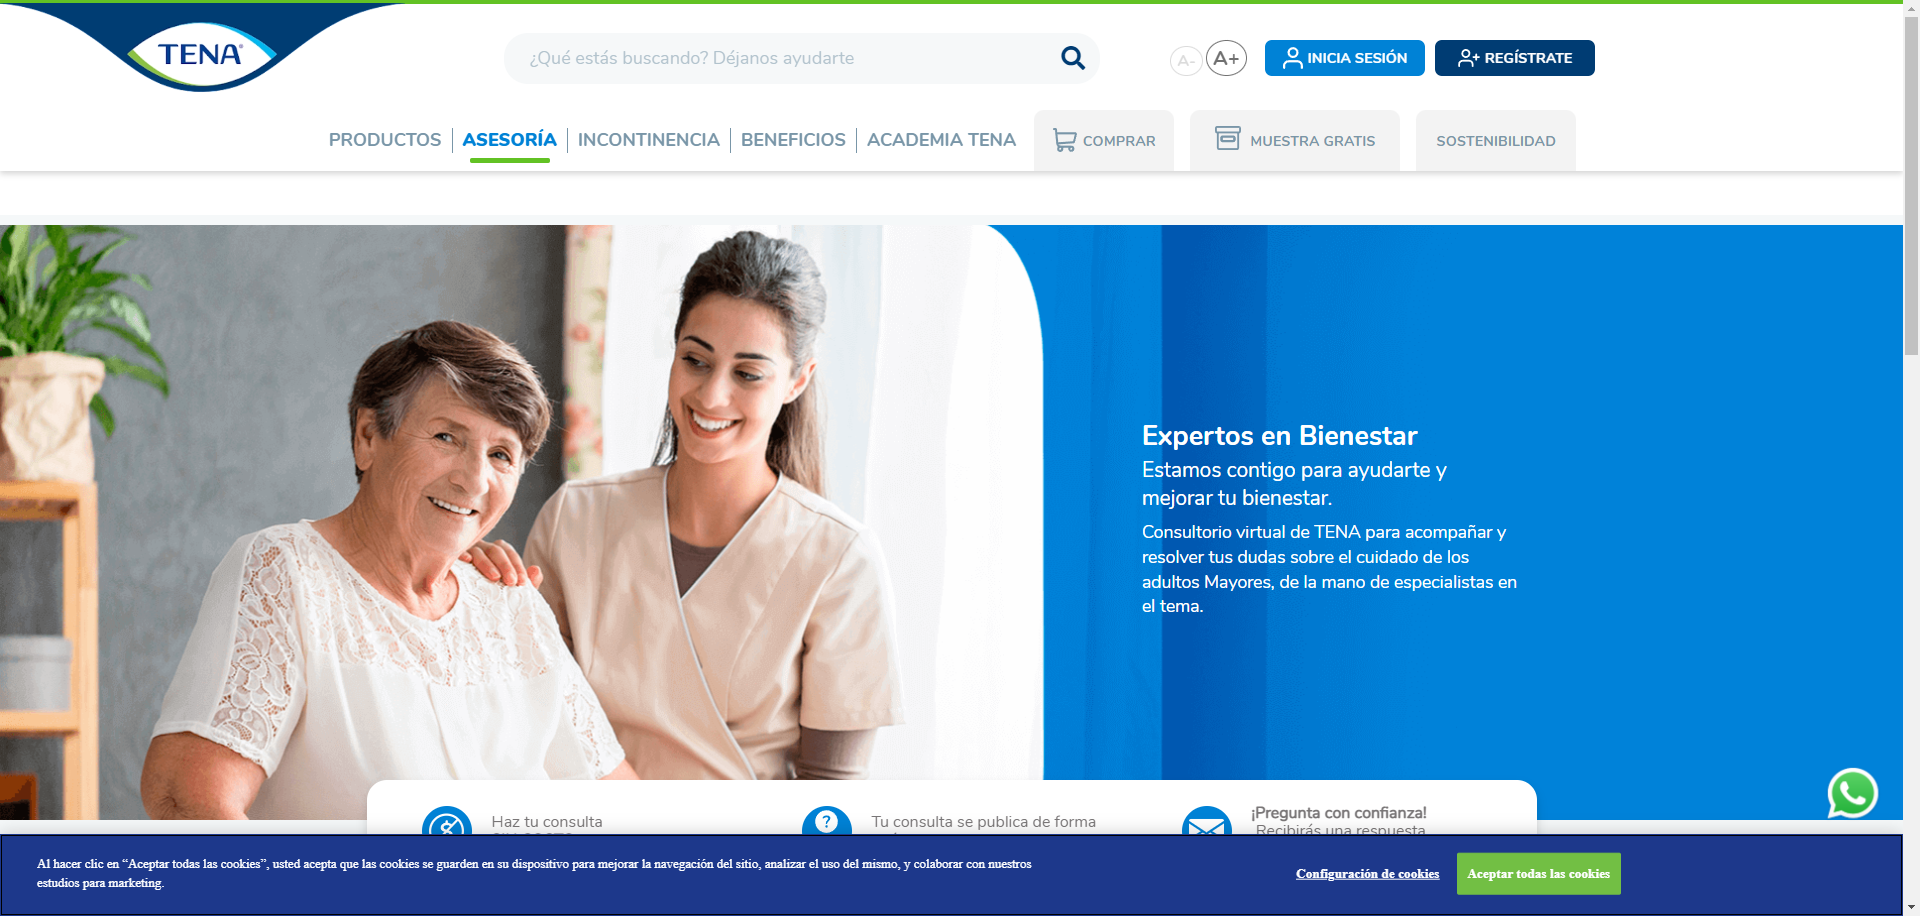 TENA
¿Qué estás buscando? Déjanos ayudarte
A-
A+
INICIA SESIÓN
REGÍSTRATE
PRODUCTOS
ASESORÍA
INCONTINENCIA
BENEFICIOS
ACADEMIA TENA
COMPRAR
MUESTRA GRATIS
SOSTENIBILIDAD
Expertos en Bienestar
Estamos contigo para ayudarte y
mejorar tu bienestar.
Consultorio virtual de TENA para acompañar y
resolver tus dudas sobre el cuidado de los
adultos Mayores, de la mano de especialistas en
el tema.
Haz tu consulta
Tu consulta se publica de forma
¡Pregunta con confianza!
Recibirás una respuesta
Al hacer clic en “Aceptar todas las cookies”, usted acepta que las cookies se guarden en su dispositivo para mejorar la navegación del sitio, analizar el uso del mismo, y colaborar con nuestros
estudios para marketing.
Configuración de cookies
Aceptar todas las cookies